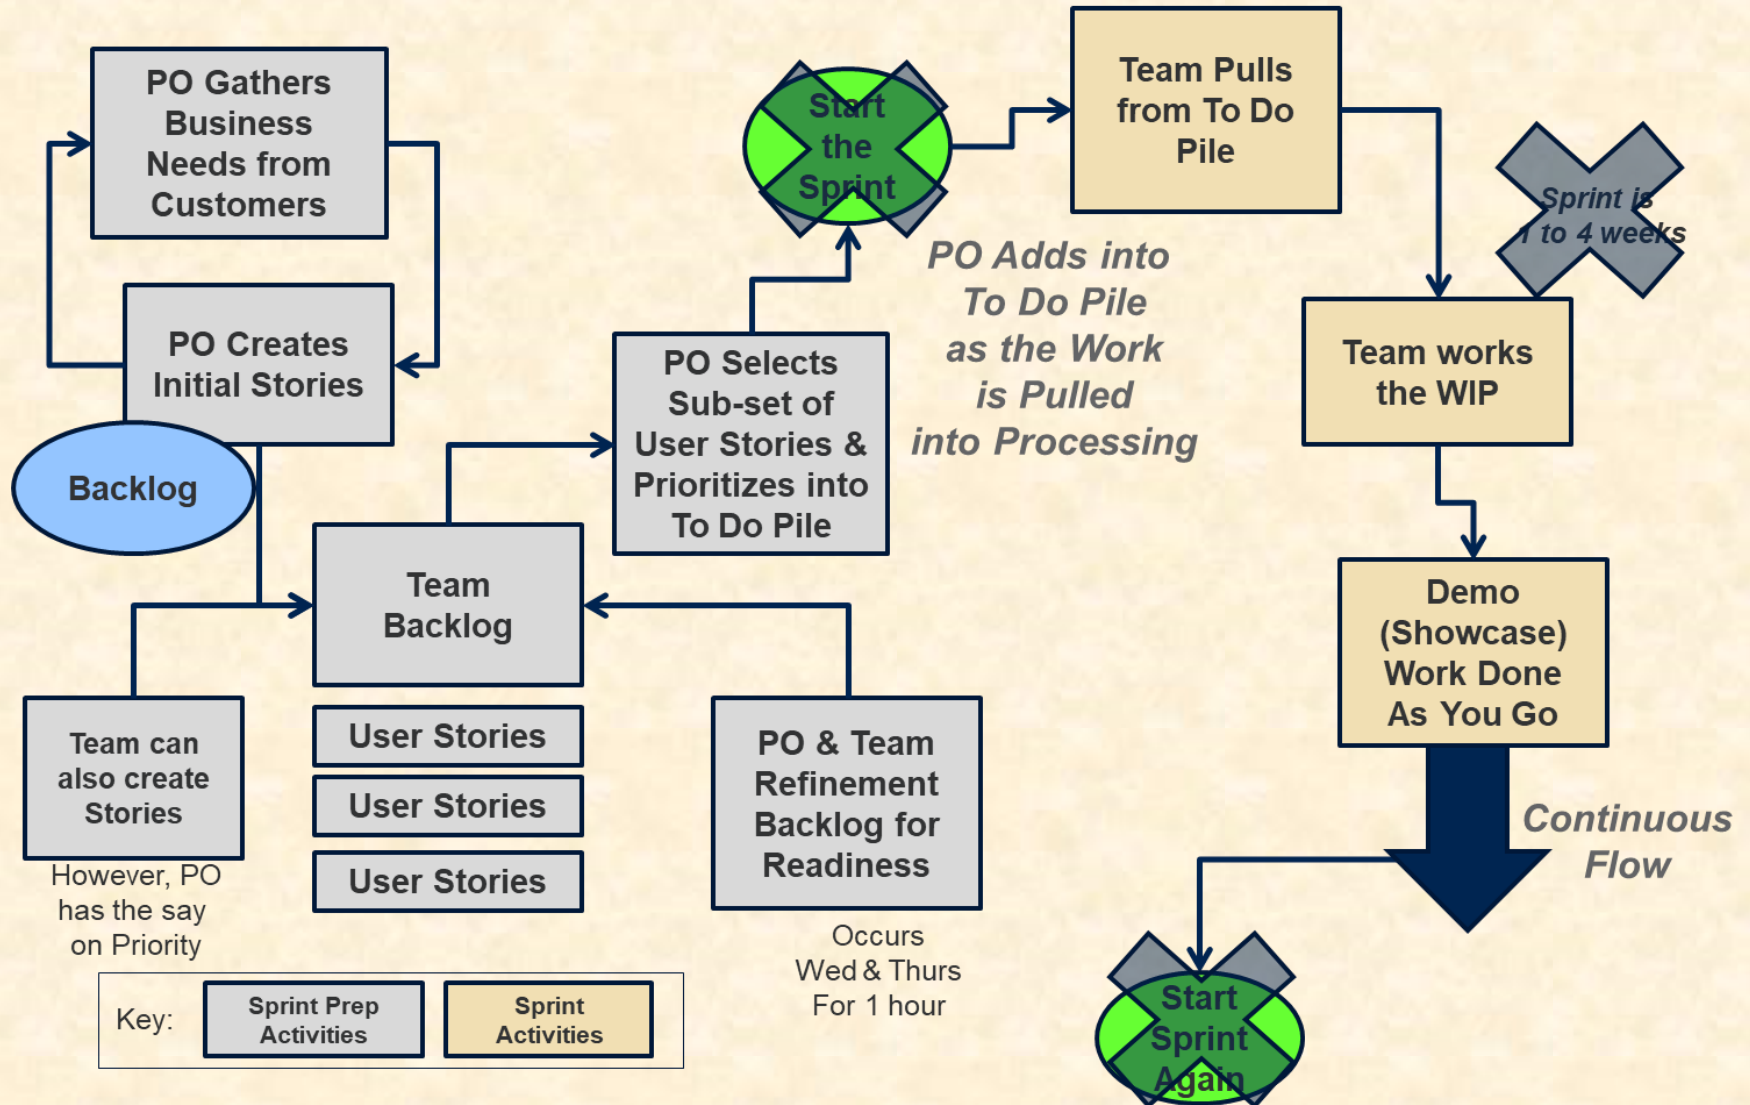 PO Gathers
Business
Needs from
Customers
PO Creates
Initial Stories
Backlog
Team can
also create
Stories
However, PO
has the say
on Priority
Team
Backlog
User Stories
User Stories
User Stories
PO & Team
Refinement
Backlog for
Readiness
Occurs
Wed & Thurs
For 1 hour
PO Selects
Sub-set of
User Stories &
Prioritizes into
To Do Pile
Start
the
Sprint
PO Adds into
To Do Pile
as the Work
is Pulled
into Processing
Team Pulls
from To Do
Pile
Sprint is
1 to 4 weeks
Team works
the WIP
Demo
(Showcase)
Work Done
As You Go
Continuous
Flow
Start
Sprint
Again
Key:
Sprint Prep
Activities
Sprint
Activities